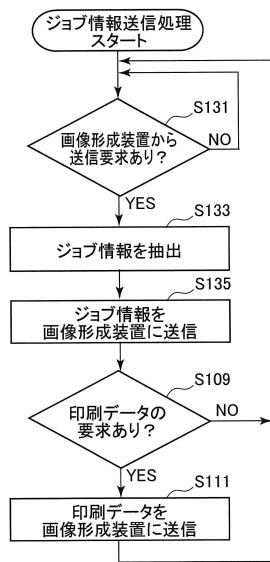 ジョブ情報送信処理
スタート
S131
画像形成装置から
送信要求あり?
NO
YES
S133
ジョブ情報を抽出
S135
ジョブ情報を
画像形成装置に送信
S109
印刷データの
要求あり?
NO
YES
S111
印刷データを
画像形成装置に送信